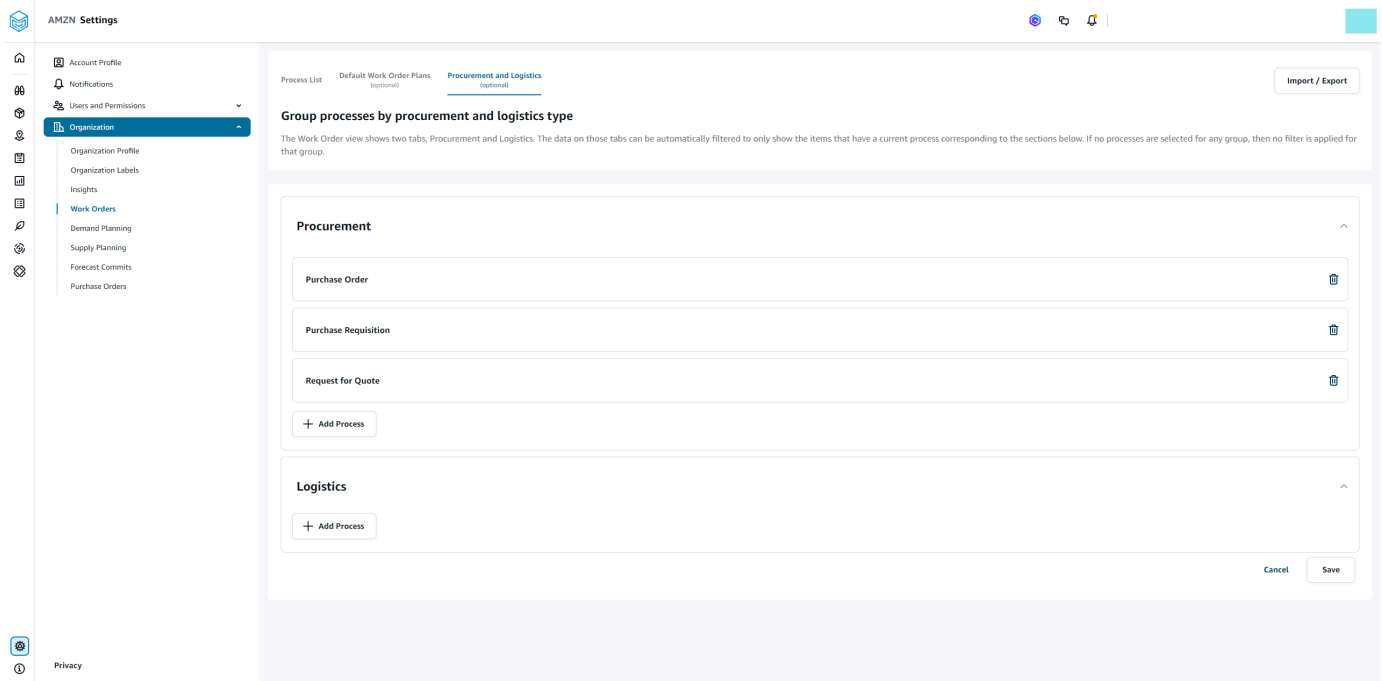 AMZN Settings
Account Profile
Notifications
Users and Permissions
Organization
Organization Profile
Organization Labels
Insights
Work Orders
Demand Planning
Supply Planning
Forecast Commits
Purchase Orders
Privacy
Process List
Default Work Order Plans
(optional)
Procurement and Logistics
(optional)
Import / Export
Group processes by procurement and logistics type
The Work Order view shows two tabs, Procurement and Logistics. The data on those tabs can be automatically filtered to only show the items that have a current process corresponding to the sections below. If no processes are selected for any group, then no filter is applied for
that group.
Procurement
Purchase Order
Purchase Requisition
Request for Quote
Add Process
Logistics
Add Process
Cancel
Save